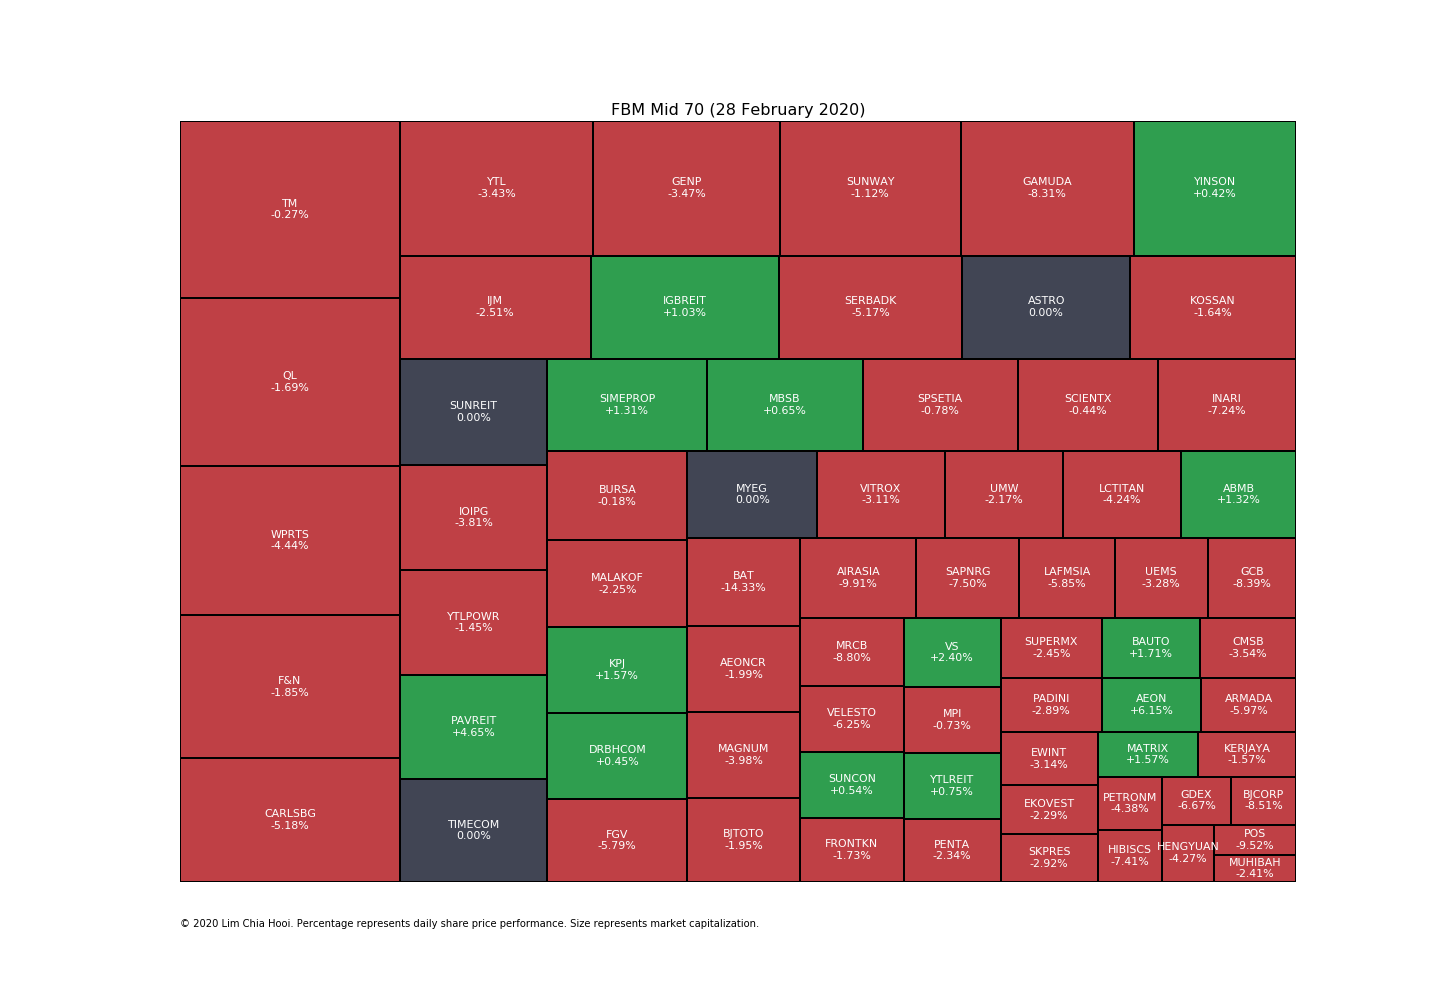 FBM Mid 70 (28 February 2020)
TM
-0.27%
QL
-1.69%
WPRTS
-4.44%
F&N
-1.85%
CARLSBG
-5.18%
YTL
-3.43%
GENP
-3.47%
SUNWAY
-1.12%
GAMUDA
-8.31%
YINSON
+0.42%
IJM
-2.51%
IGBREIT
+1.03%
SERBADK
-5.17%
ASTRO
0.00%
KOSSAN
-1.64%
SUNREIT
0.00%
IOIPG
-3.81%
YTLPOWR
-1.45%
PAVREIT
+4.65%
TIMECOM
0.00%
SIMEPROP
+1.31%
MBSB
+0.65%
SPSETIA
-0.78%
SCIENTX
-0.44%
INARI
-7.24%
BURSA
-0.18%
MALAKOF
-2.25%
KPJ
+1.57%
DRBHCOM
+0.45%
FGV
-5.79%
MYEG
0.00%
VITROX
-3.11%
UMW
-2.17%
LCTITAN
-4.24%
ABMB
+1.32%
BAT
-14.33%
AEONCR
-1.99%
MAGNUM
-3.98%
BJTOTO
-1.95%
AIRASIA
-9.91%
SAPNRG
-7.50%
LAFMSIA
-5.85%
UEMS
-3.28%
GCB
-8.39%
MRCB
-8.80%
VELESTO
-6.25%
SUNCON
+0.54%
FRONTKN
-1.73%
VS
+2.40%
MPI
-0.73%
YTLREIT
+0.75%
PENTA
-2.34%
SUPERMX
-2.45%
BAUTO
+1.71%
CMSB
-3.54%
PADINI
-2.89%
AEON
+6.15%
ARMADA
-5.97%
EWINT
-3.14%
EKOVEST
-2.29%
SKPRES
-2.92%
MATRIX
+1.57%
KERJAYA
-1.57%
PETRONM
-4.38%
HIBISCS
-7.41%
GDEX
-6.67%
BJCORP
-8.51%
HENGYUAN
-4.27%
POS
-9.52%
MUHIBAH
-2.41%
© 2020 Lim Chia Hooi. Percentage represents daily share price performance. Size represents market capitalization.